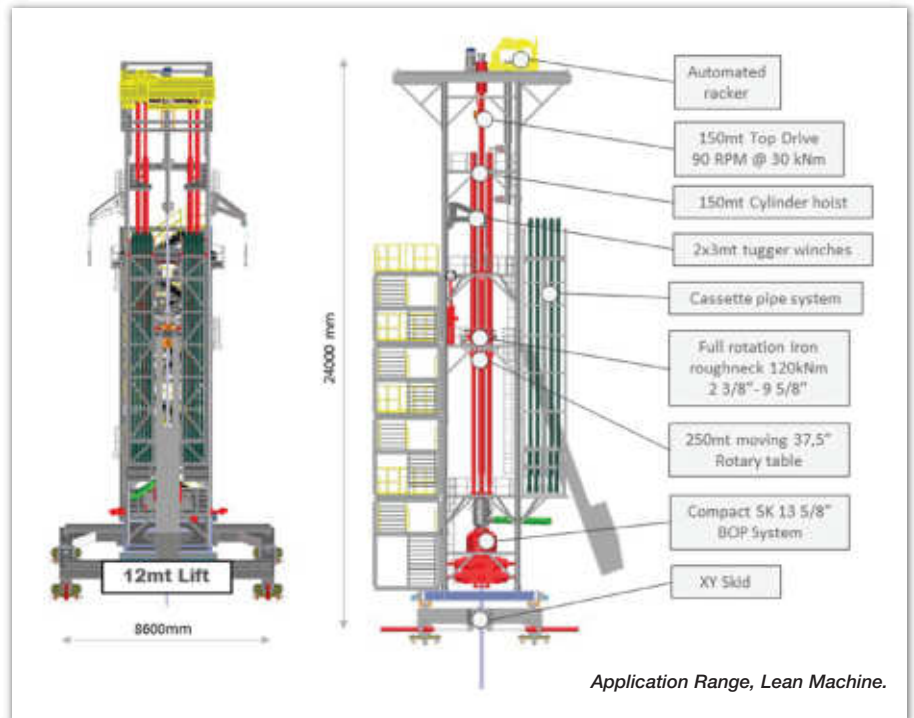 Automated
racker
150mt Top Drive
90 RPM @ 30 kNm
150mt Cylinder hoist
2x3mt tugger winches
Cassette pipe system
Full rotation Iron
roughneck 120kNm
2 3/8"- 9 5/8"
250mt moving 37,5"
Rotary table
Compact 5K 13 5/8"
BOP System
XY Skid
24000 mm
12mt Lift
8600mm
Application Range, Lean Machine.